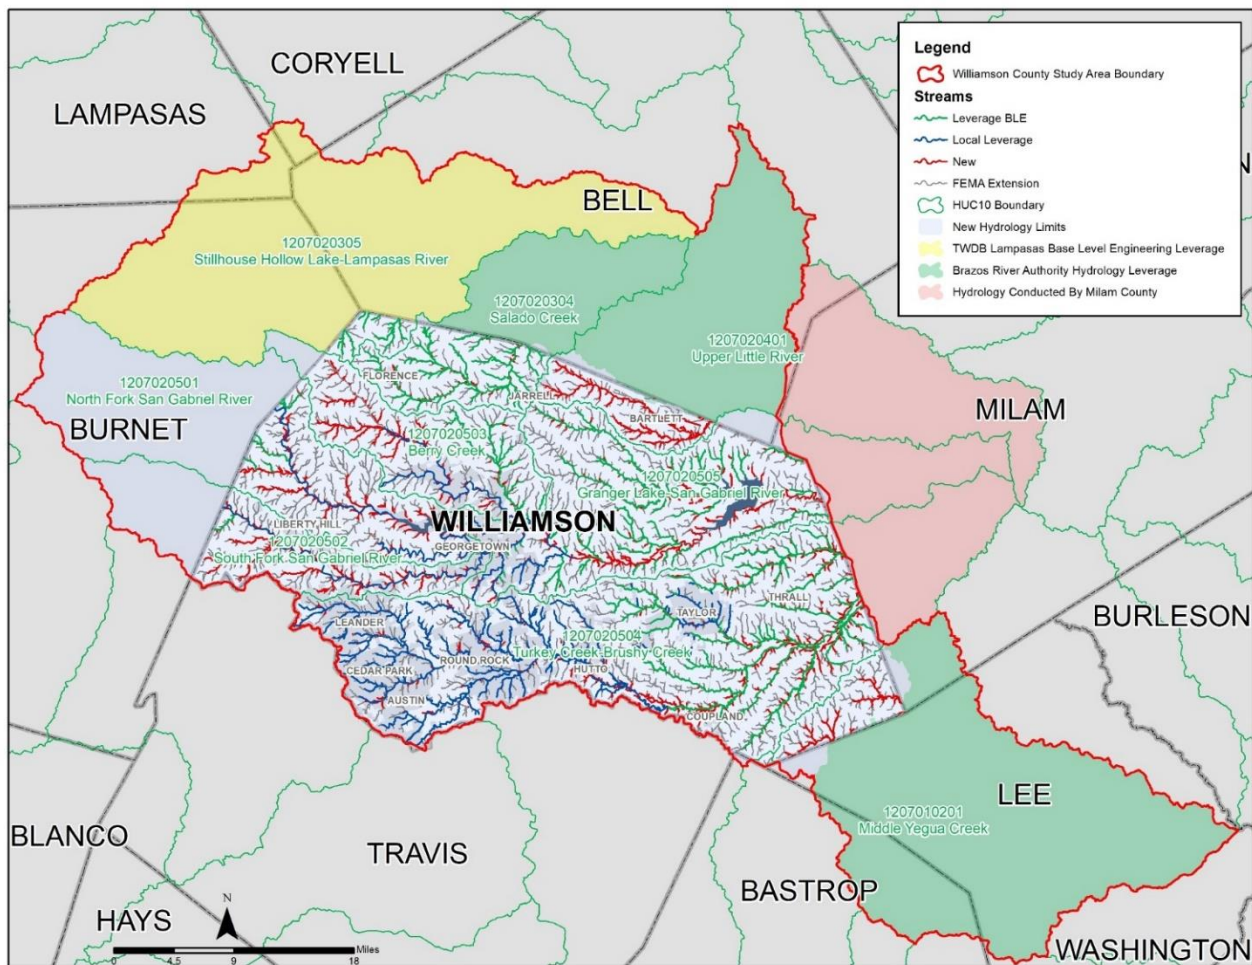 CORYELL
LAMPASAS
BELL
1207020305
Stillhouse Hollow Lake-Lampasas River
1207020304
Salado Creek
1207020401
Upper Little River
1207020501
North Fork San Gabriel River
BURNET
MILAM
FLORENCE
JARRELL
BARTLETT
1207020503
Berry Creek
1207020505
Granger Lake-San Gabriel River
WILLIAMSON
LIBERTY HILL
GEORGETOWN
1207020502
South Fork San Gabriel River
TAYLOR
THRALL
LEANDER
1207020504
Turkey Creek-Brushy Creek
CEDAR PARK
ROUND ROCK
HUTTO
AUSTIN
COUPLAND
BURLESON
LEE
1207010201
Middle Yegua Creek
BLANCO
TRAVIS
BASTROP
HAYS
WASHINGTON
N
Miles
0 4.5 9 18
Legend
Williamson County Study Area Boundary
Streams
Leverage BLE
Local Leverage
New
FEMA Extension
HUC10 Boundary
New Hydrology Limits
TWDB Lampasas Base Level Engineering Leverage
Brazos River Authority Hydrology Leverage
Hydrology Conducted By Milam County